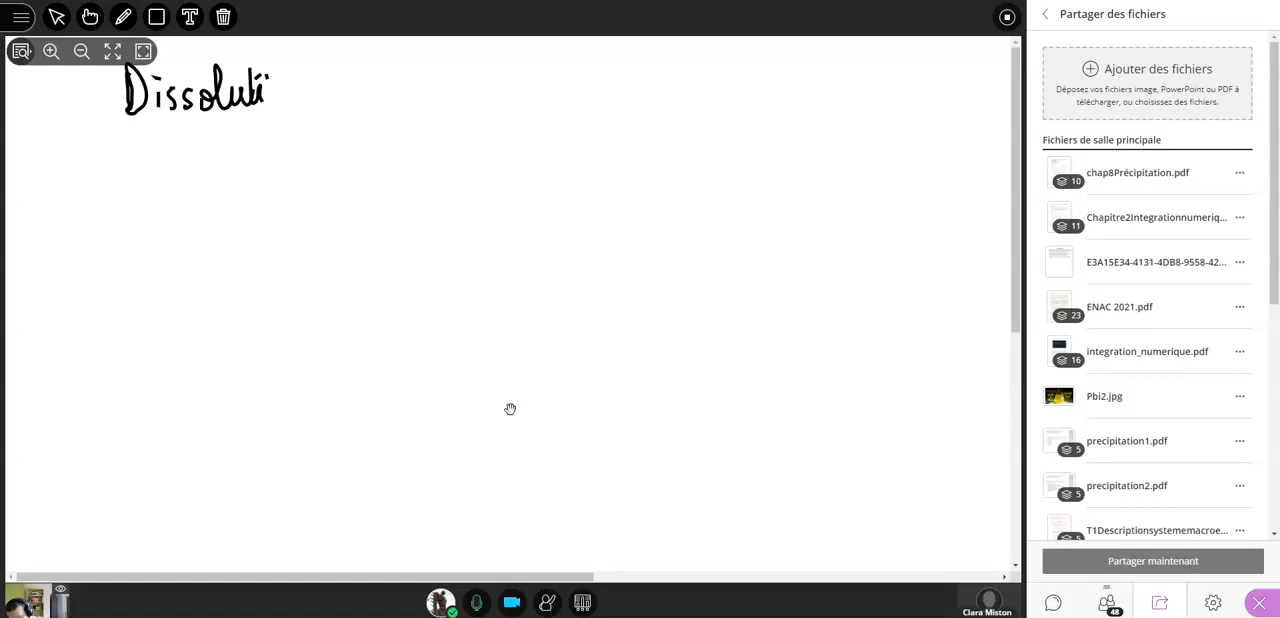 Partager des fichiers
Ajouter des fichiers
Déposez vos fichiers image, PowerPoint ou PDF à
télécharger, ou choisissez des fichiers.
Dissoluti
Fichiers de salle principale
10
chap8Précipitation.pdf
11
Chapitre2Integrationnumeriq...
E3A15E34-4131-4DB8-9558-42...
23
ENAC 2021.pdf
16
integration_numerique.pdf
Pbi2.jpg
5
precipitation1.pdf
5
precipitation2.pdf
5
T1Descriptionsystememacroe...
Partager maintenant
48
Clara Miston